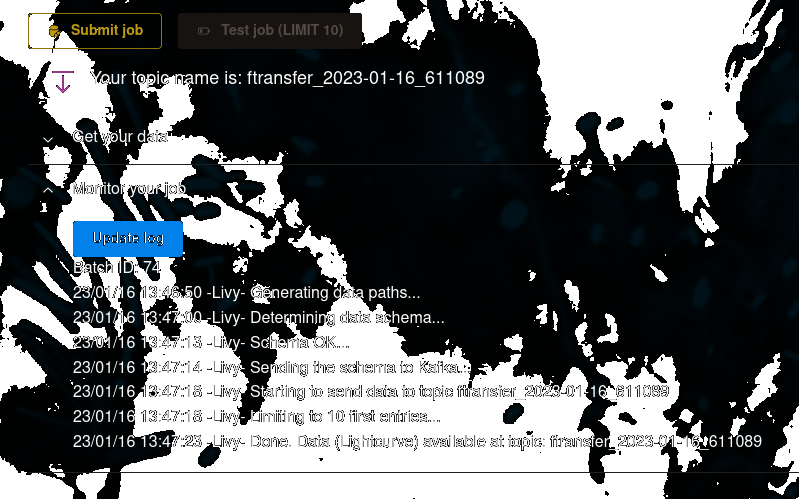 Submit job
Test job (LIMIT 10)
Your topic name is: ftransfer_2023-01-16_611089
Get your data
Monitor your job
Update log
Batch ID: 74
23/01/16 13:46:50 -Livy- Generating data paths...
23/01/16 13:47:00 -Livy- Determining data schema...
23/01/16 13:47:13 -Livy- Schema OK...
23/01/16 13:47:14 -Livy- Sending the schema to Kafka...
23/01/16 13:47:18 -Livy- Starting to send data to topic ftransfer_2023-01-16_611089
23/01/16 13:47:18 -Livy- Limiting to 10 first entries...
23/01/16 13:47:23 -Livy- Done. Data (Lightcurve) available at topic: ftransfer_2023-01-16_611089